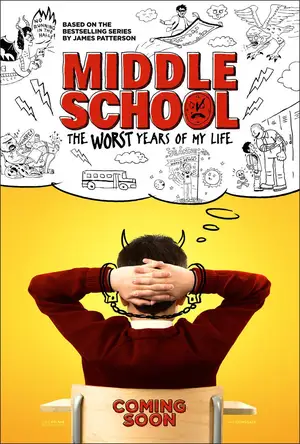 NO RUNNING IN THE HALLS
BASED ON THE
BESTSELLING SERIES
BY JAMES PATTERSON
MIDDLE
SCHOOL
THE WORST YEARS OF MY LIFE
COMING
SOON